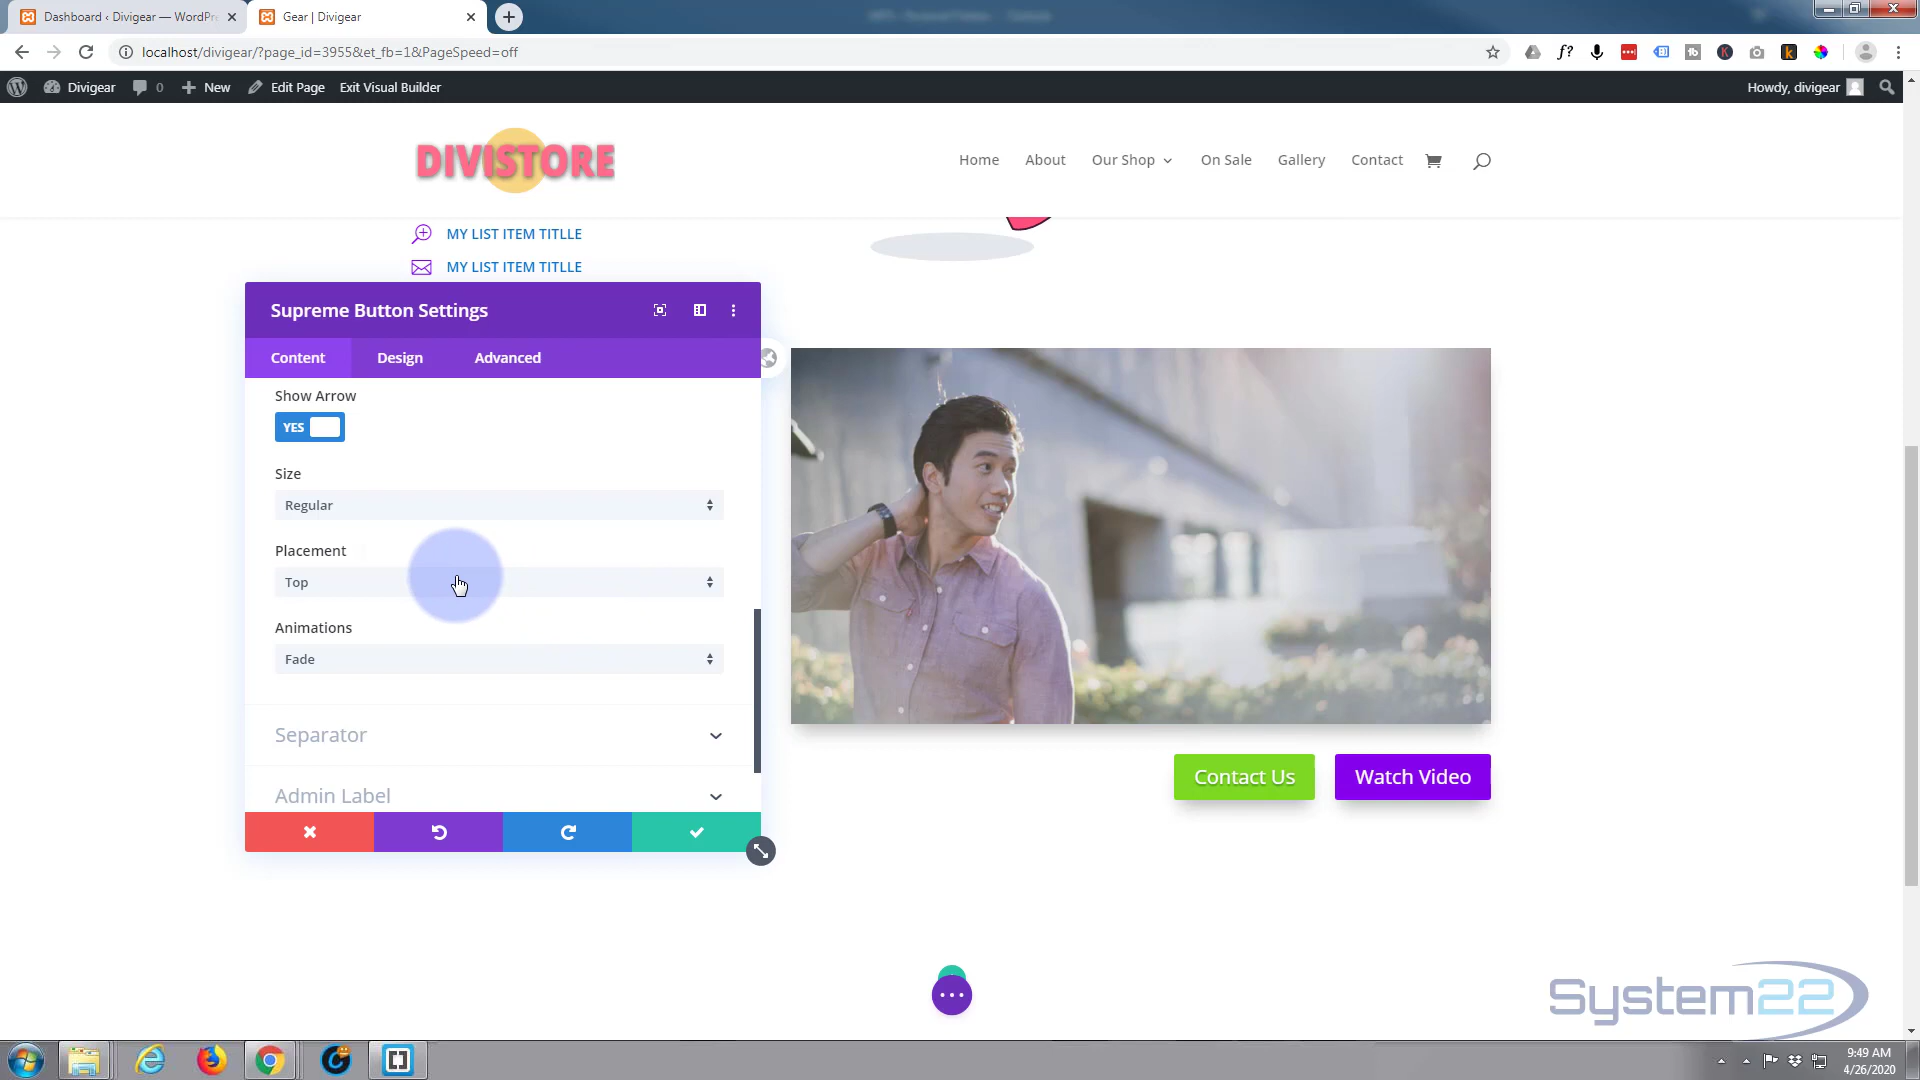 Dashboard ‹ Divigear — WordPr
Gear | Divigear
localhost/divigear/?page_id=3955&et_fb=1&PageSpeed=off
Divigear
0
New
Edit Page
Exit Visual Builder
Howdy, divigear
DIVISTORE
Home
About
Our Shop
On Sale
Gallery
Contact
MY LIST ITEM TITLLE
MY LIST ITEM TITLLE
Supreme Button Settings
Content
Design
Advanced
Show Arrow
YES
Size
Regular
Placement
Top
Animations
Fade
Separator
Admin Label
Contact Us
Watch Video
System22
9:49 AM
4/26/2020